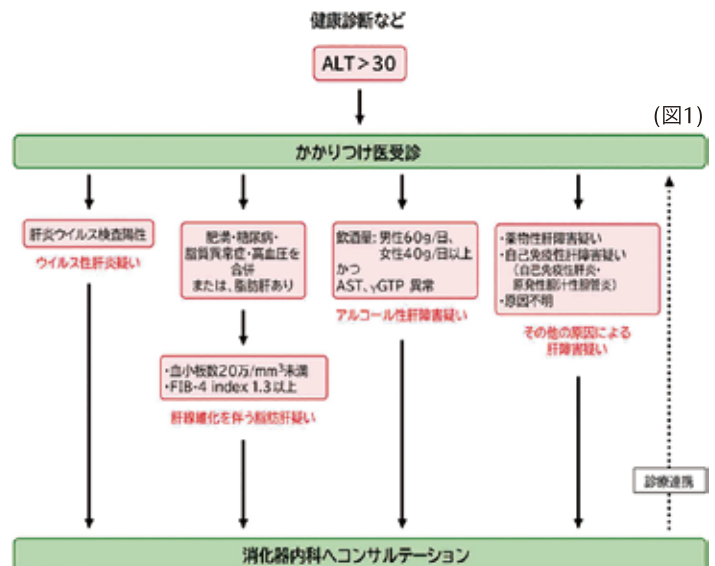 健康診断など
ALT>30
(図1)
かかりつけ医受診
肝炎ウイルス検査陽性
ウイルス性肝炎疑い
肥満・糖尿病・
脂質異常症・高血圧を
合併
または、脂肪肝あり
・血小板数20万/mm³未満
・FIB-4 index 1.3以上
肝線維化を伴う脂肪肝疑い
飲酒量: 男性60g/日、
女性40g/日以上
かつ
AST、γGTP 異常
アルコール性肝障害疑い
・薬物性肝障害疑い
・自己免疫性肝障害疑い
(自己免疫性肝炎・
原発性胆汁性胆管炎)
・原因不明
その他の原因による
肝障害疑い
診療連携
消化器内科へコンサルテーション